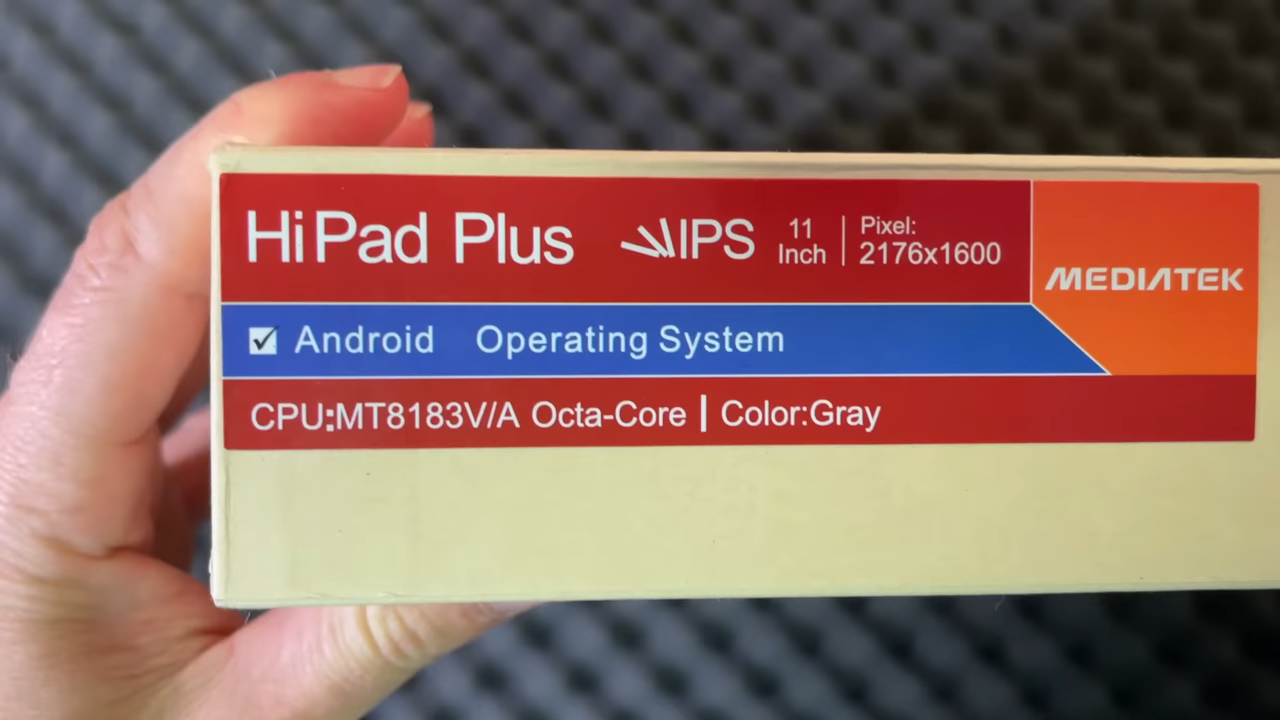 HiPad Plus IPS 11 Inch Pixel: 2176x1600
MEDIATEK
Android Operating System
CPU:MT8183V/A Octa-Core | Color:Gray